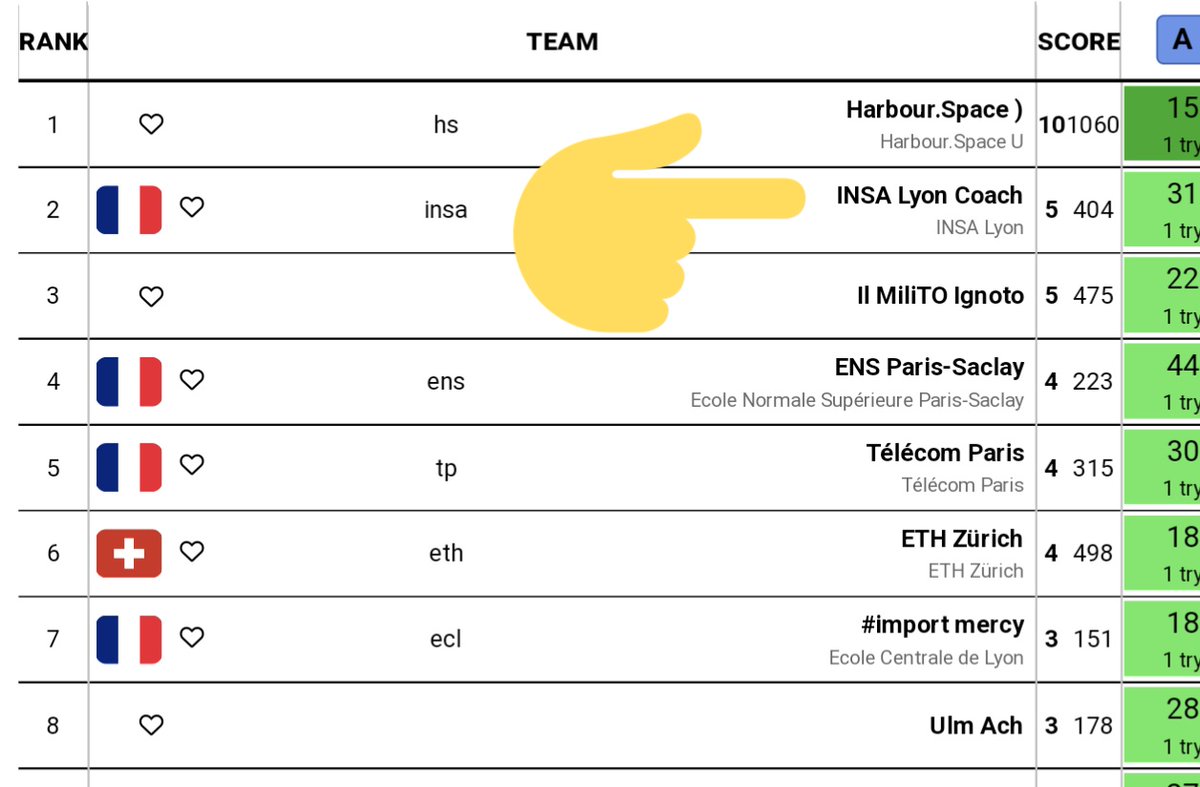 RANK TEAM SCORE A
1 hs Harbour.Space ) 10 1060 15
Harbour.Space U 1 try
2 insa INSA Lyon Coach 5 404 31
INSA Lyon 1 try
3 Il MiliTO Ignoto 5 475 22
1 try
4 ens ENS Paris-Saclay 4 223 44
Ecole Normale Supérieure Paris-Saclay 1 try
5 tp Télécom Paris 4 315 30
Télécom Paris 1 try
6 eth ETH Zürich 4 498 18
ETH Zürich 1 try
7 ecl #import mercy 3 151 18
Ecole Centrale de Lyon 1 try
8 Ulm Ach 3 178 28
1 try